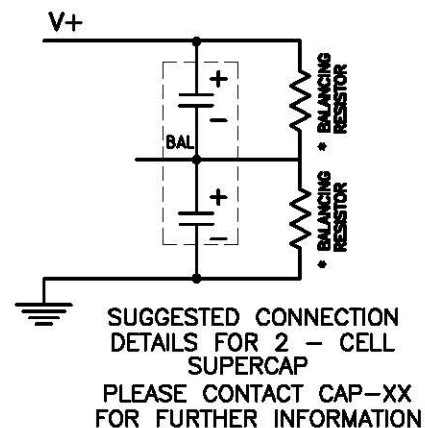 V+
+
* BALANCING
RESISTOR
–
BAL
+
* BALANCING
RESISTOR
–
SUGGESTED CONNECTION
DETAILS FOR 2 – CELL
SUPERCAP
PLEASE CONTACT CAP–XX
FOR FURTHER INFORMATION